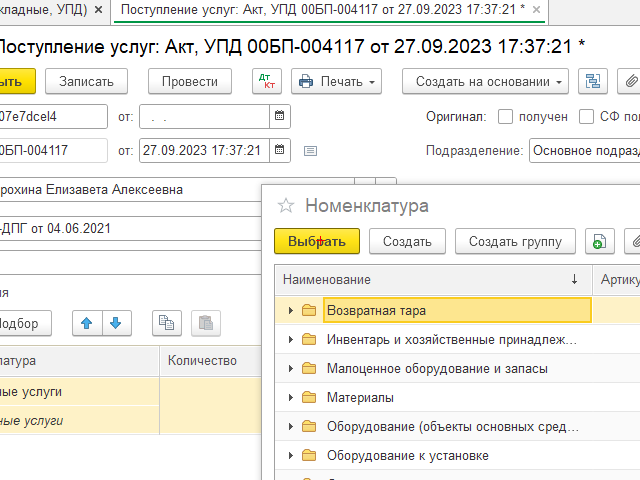 кладные, УПД) × Поступление услуг: Акт, УПД 00БП-004117 от 27.09.2023 17:37:21 * ×
Поступление услуг: Акт, УПД 00БП-004117 от 27.09.2023 17:37:21 *
ыть Записать Провести Дт Кт Печать Создать на основании
07e7dcel4 от: . . Оригинал: получен СФ пол
0БП-004117 от: 27.09.2023 17:37:21 Подразделение: Основное подразд
рохина Елизавета Алексеевна
-ДПГ от 04.06.2021
Номенклатура
Выбрать Создать Создать группу
Наименование ↓ Артику
ия
Подбор
латура Количество
ные услуги
ные услуги
Возвратная тара
Инвентарь и хозяйственные принадлеж...
Малоценное оборудование и запасы
Материалы
Оборудование (объекты основных сред...
Оборудование к установке